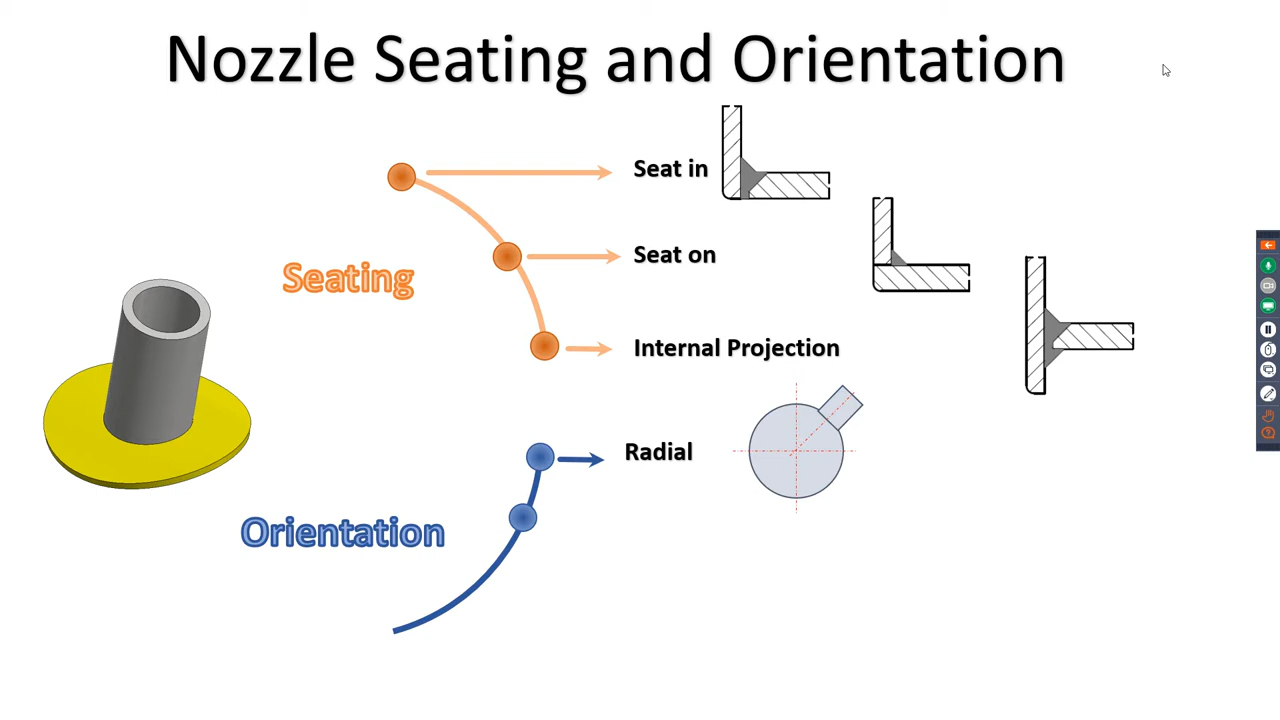 Nozzle Seating and Orientation
Seat in
Seat on
Seating
Internal Projection
Radial
Orientation